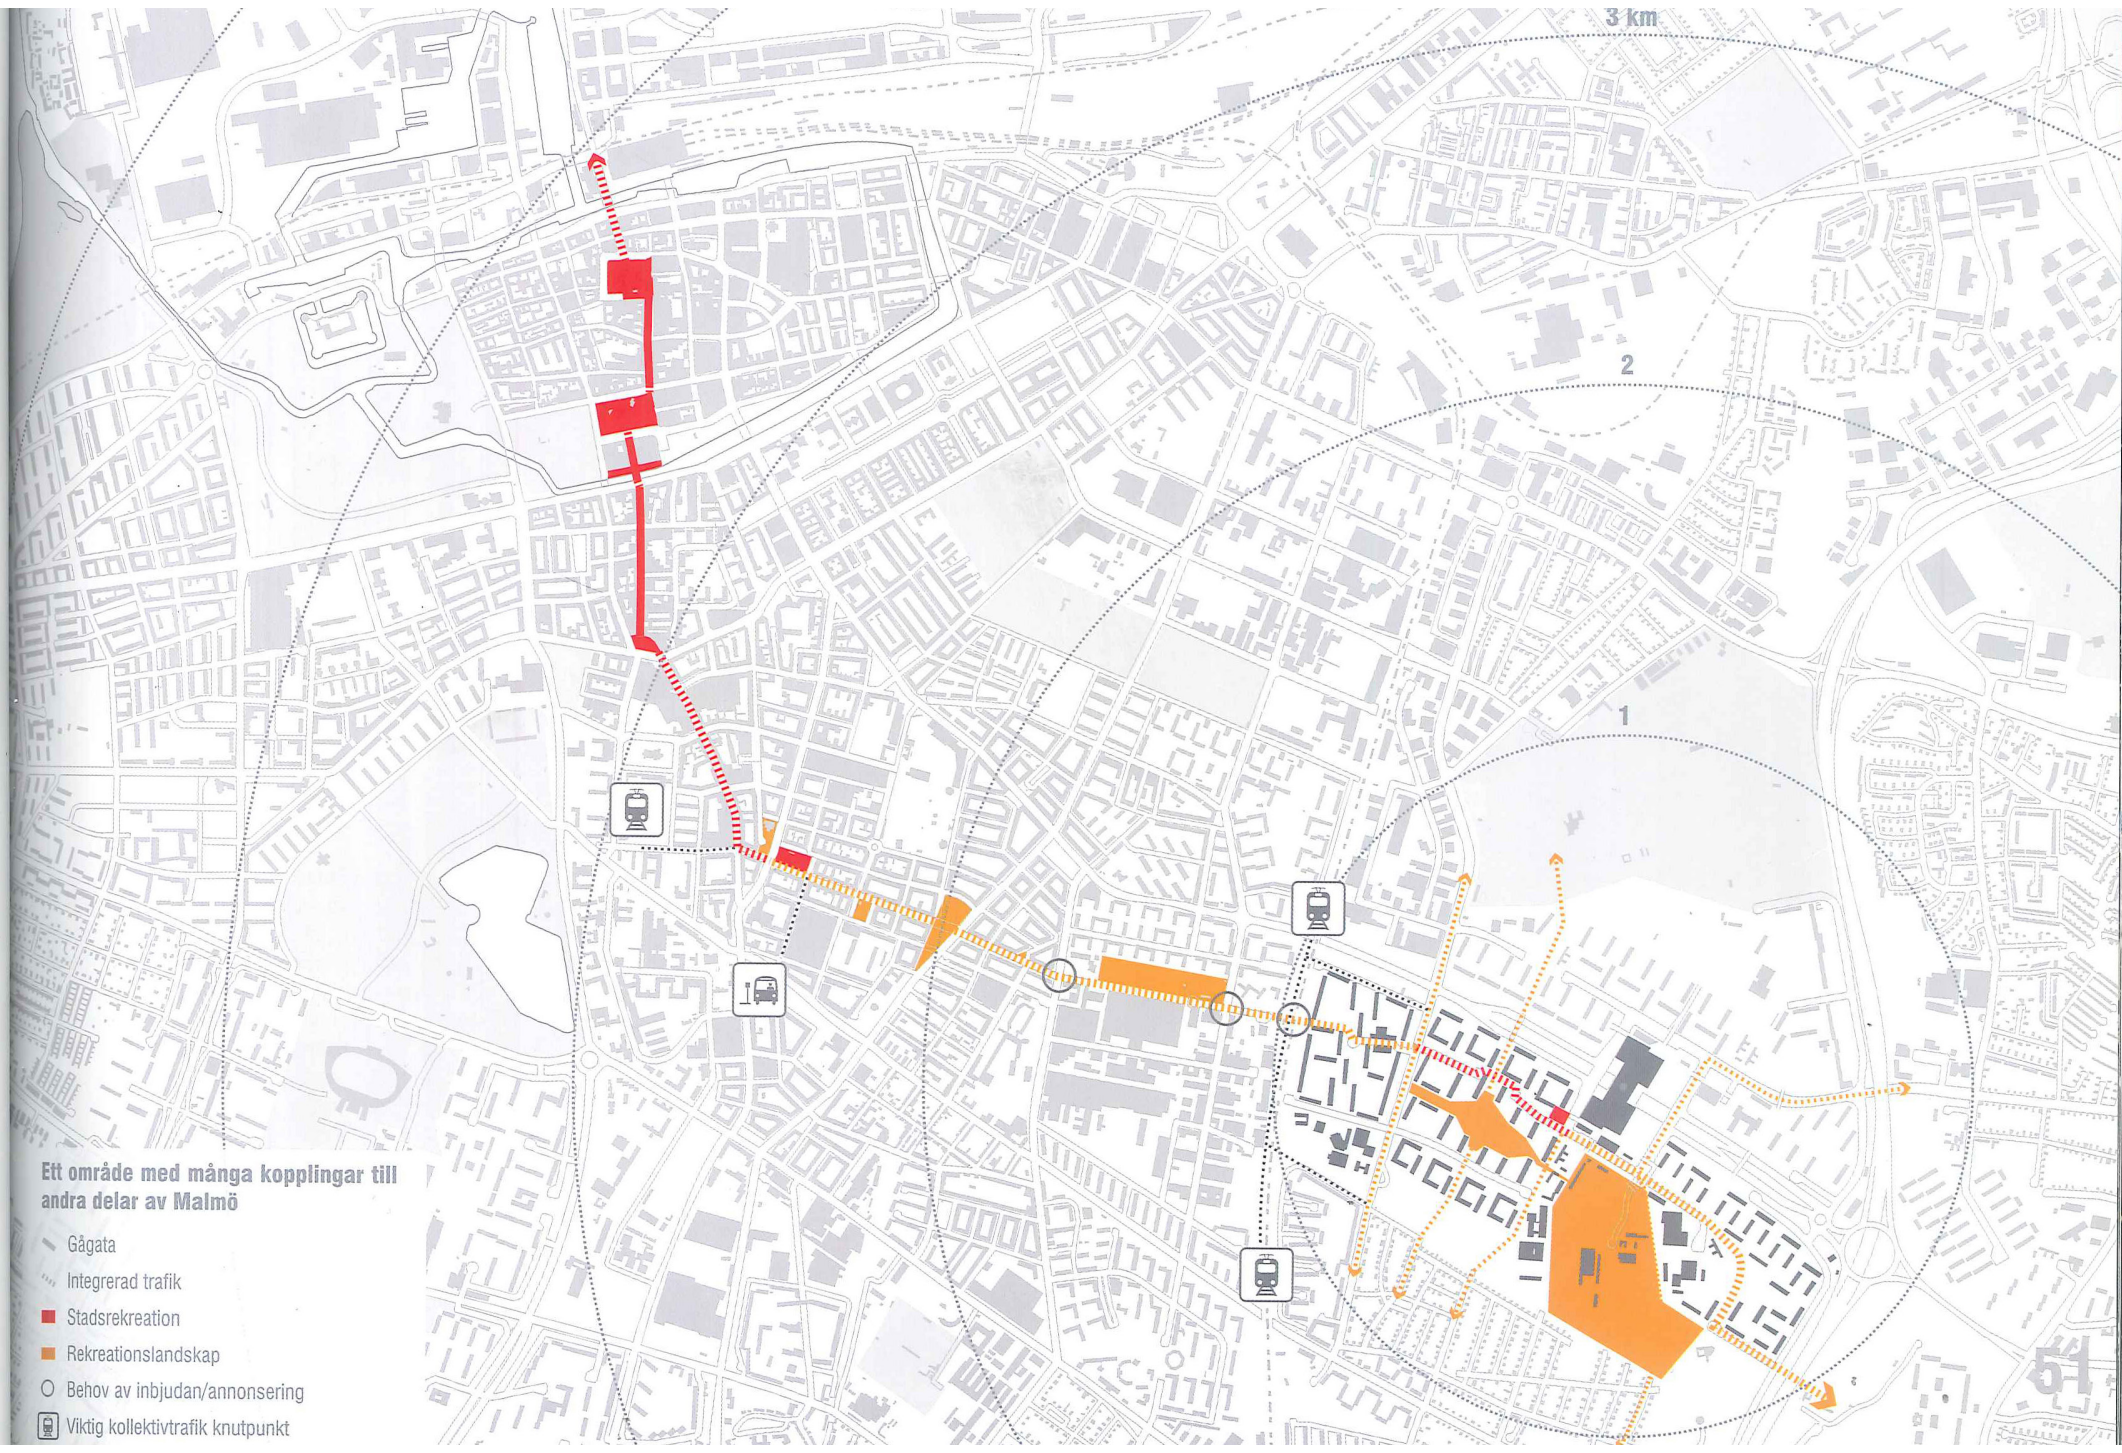 3 km
2
1
Ett område med många kopplingar till
andra delar av Malmö
Gågata
Integrerad trafik
Stadsrekreation
Rekreationslandskap
Behov av inbjudan/annonsering
Viktig kollektivtrafik knutpunkt
51